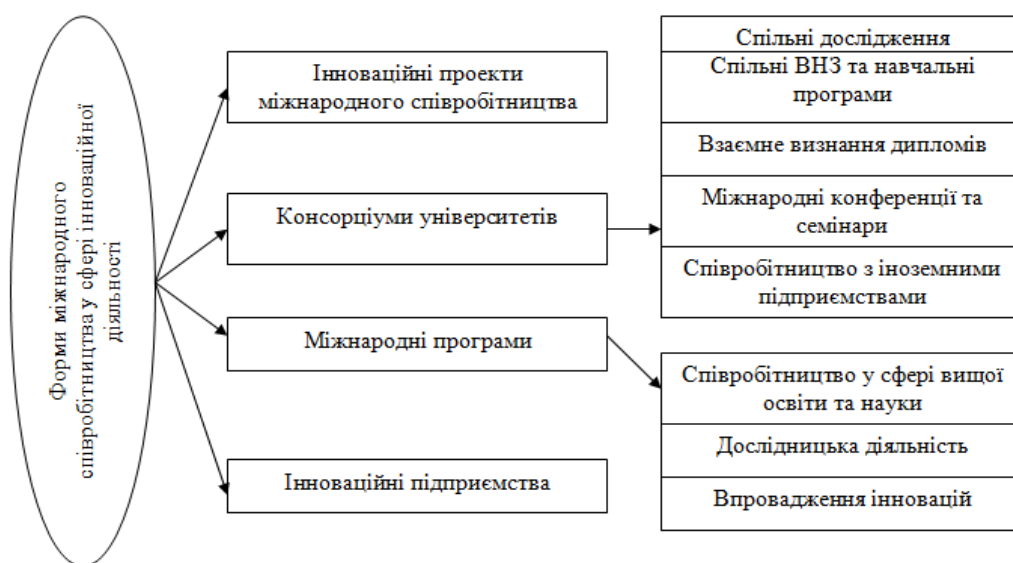 Форми міжнародного
співробітництва у сфері інноваційної
діяльності
Інноваційні проекти
міжнародного співробітництва
Консорціуми університетів
Міжнародні програми
Інноваційні підприємства
Спільні дослідження
Спільні ВНЗ та навчальні
програми
Взаємне визнання дипломів
Міжнародні конференції та
семінари
Співробітництво з іноземними
підприємствами
Співробітництво у сфері вищої
освіти та науки
Дослідницька діяльність
Впровадження інновацій